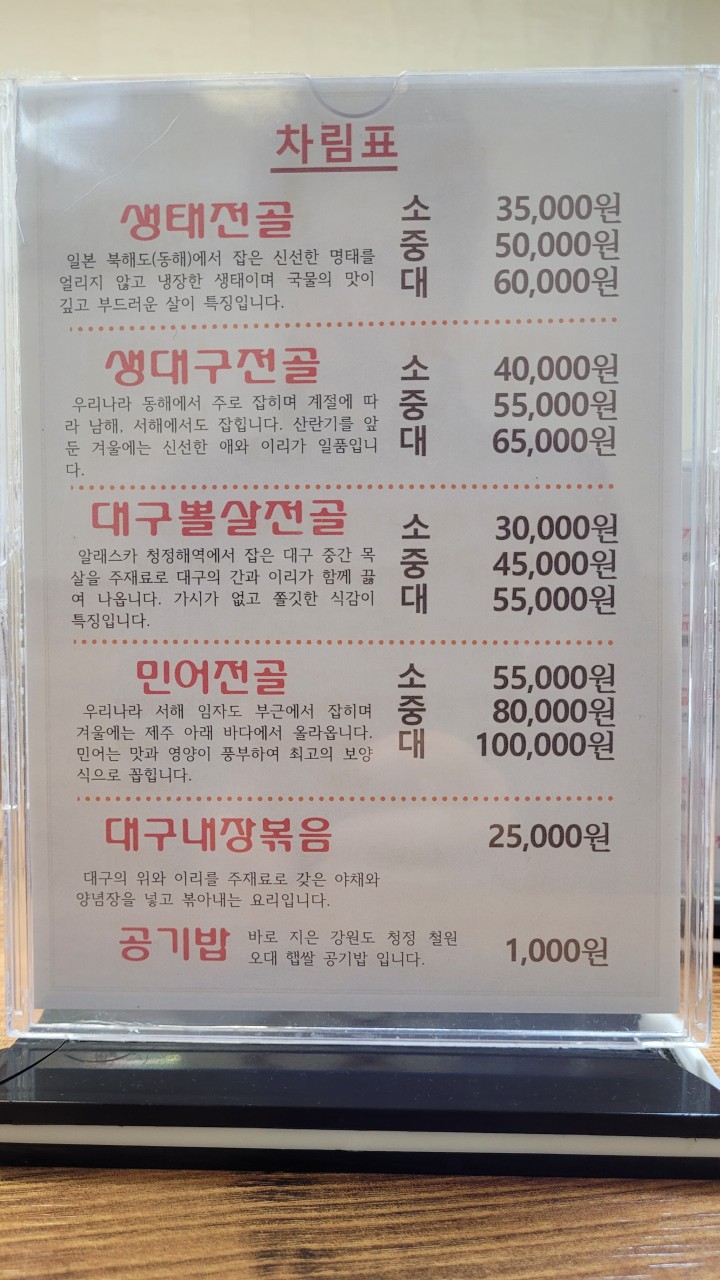 차림표
생태전골
소 35,000원
중 50,000원
대 60,000원
일본 북해도(동해)에서 잡은 신선한 명태를
얼리지 않고 냉장한 생태이며 국물의 맛이
깊고 부드러운 살이 특징입니다.
생대구전골
소 40,000원
중 55,000원
대 65,000원
우리나라 동해에서 주로 잡히며 계절에 따
라 남해, 서해에서도 잡힙니다. 산란기를 앞
둔 겨울에는 신선한 애와 이리가 일품입니
다.
대구뽈살전골
소 30,000원
중 45,000원
대 55,000원
알래스카 청정해역에서 잡은 대구 중간 목
살을 주재료로 대구의 간과 이리가 함께 끓
여 나옵니다. 가시가 없고 쫄깃한 식감이
특징입니다.
민어전골
소 55,000원
중 80,000원
대 100,000원
우리나라 서해 임자도 부근에서 잡히며
겨울에는 제주 아래 바다에서 올라옵니다.
민어는 맛과 영양이 풍부하여 최고의 보양
식으로 꼽힙니다.
대구내장볶음 25,000원
대구의 위와 이리를 주재료로 갖은 야채와
양념장을 넣고 볶아내는 요리입니다.
공기밥 1,000원
바로 지은 강원도 청정 철원
오대 햅쌀 공기밥 입니다.